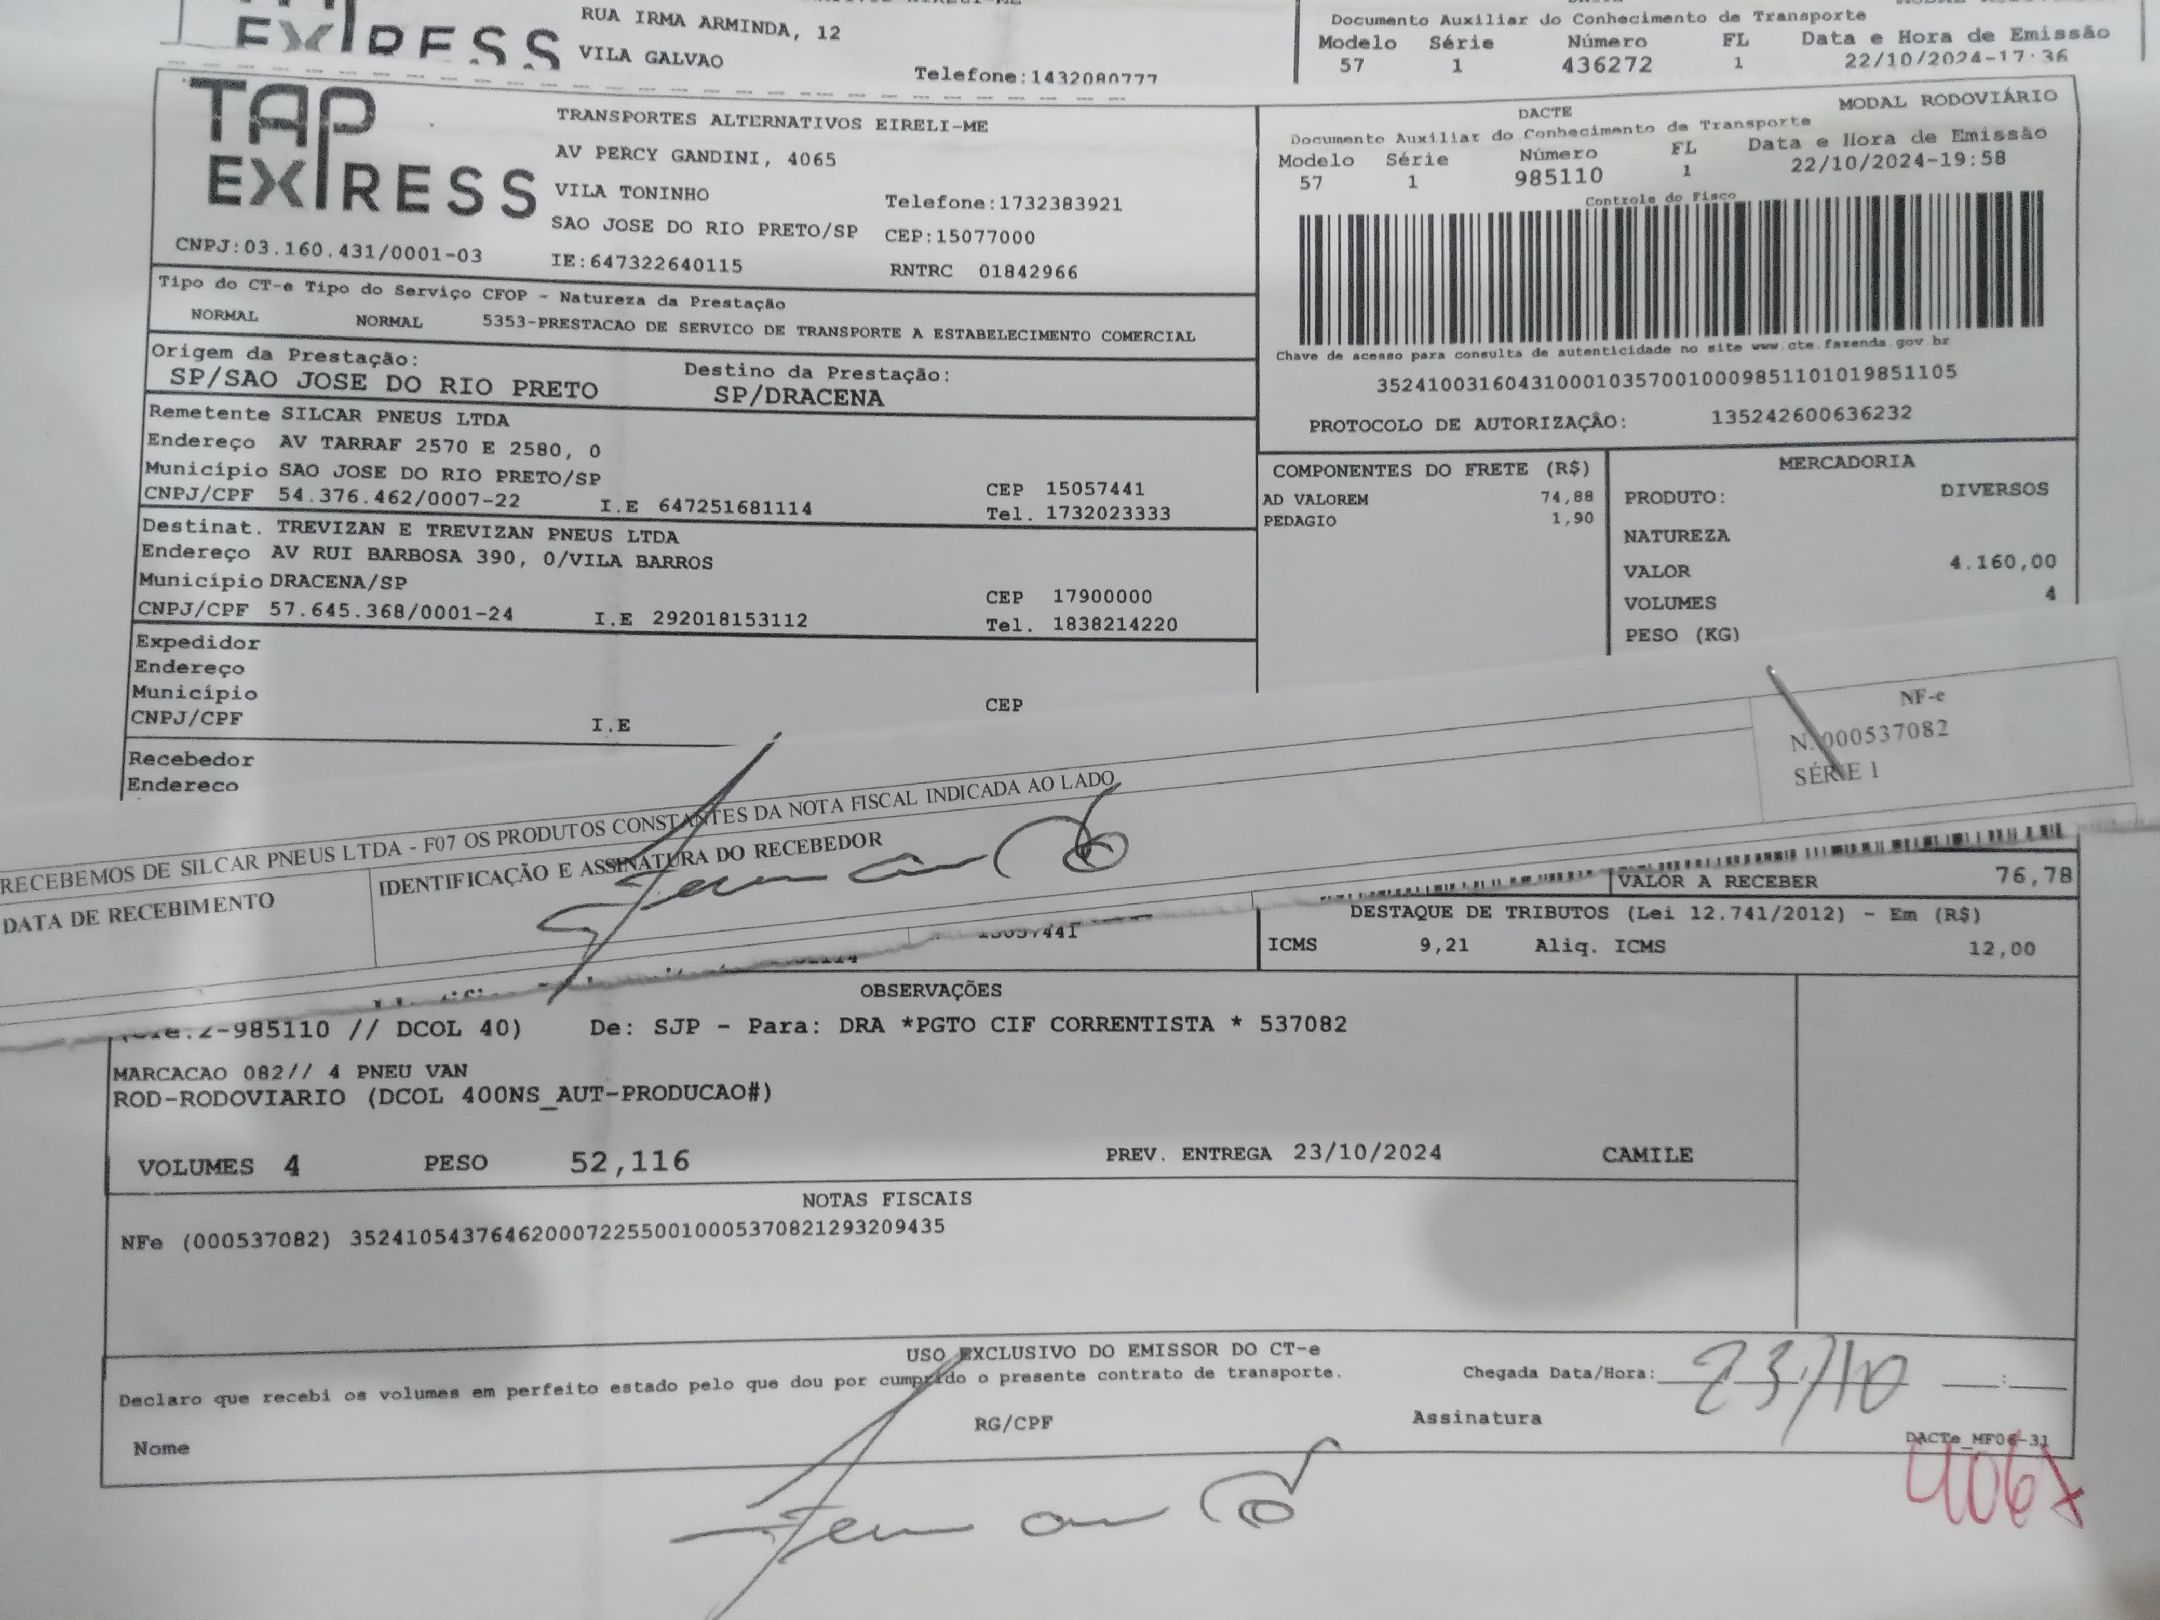 EXPRESS
RUA IRMA ARMINDA, 12
VILA GALVAO
Telefone:1432080777
Documento Auxiliar do Conhecimento de Transporte
Modelo Série Número FL Data e Hora de Emissão
57 1 436272 1 22/10/2024-17:36
TAP EXPRESS
TRANSPORTES ALTERNATIVOS EIRELI-ME
AV PERCY GANDINI, 4065
VILA TONINHO Telefone:1732383921
SAO JOSE DO RIO PRETO/SP CEP:15077000
CNPJ:03.160.431/0001-03 IE:647322640115 RNTRC 01842966
DACTE MODAL RODOVIÁRIO
Documento Auxiliar do Conhecimento de Transporte
Modelo Série Número FL Data e Hora de Emissão
57 1 985110 1 22/10/2024-19:58
Controle do Fisco
Chave de acesso para consulta de autenticidade no site www.cte.fazenda.gov.br
35241003160431000103570010009851101019851105
PROTOCOLO DE AUTORIZAÇÃO: 135242600636232
Tipo do CT-e Tipo do Serviço CFOP - Natureza da Prestação
NORMAL NORMAL 5353-PRESTACAO DE SERVICO DE TRANSPORTE A ESTABELECIMENTO COMERCIAL
Origem da Prestação: Destino da Prestação:
SP/SAO JOSE DO RIO PRETO SP/DRACENA
Remetente SILCAR PNEUS LTDA
Endereço AV TARRAF 2570 E 2580, 0
Município SAO JOSE DO RIO PRETO/SP CEP 15057441
CNPJ/CPF 54.376.462/0007-22 I.E 647251681114 Tel. 1732023333
Destinat. TREVIZAN E TREVIZAN PNEUS LTDA
Endereço AV RUI BARBOSA 390, 0/VILA BARROS
Município DRACENA/SP CEP 17900000
CNPJ/CPF 57.645.368/0001-24 I.E 292018153112 Tel. 1838214220
Expedidor
Endereço
Município CEP
CNPJ/CPF I.E
Recebedor
Endereco
COMPONENTES DO FRETE (R$)
AD VALOREM 74,88
PEDAGIO 1,90
MERCADORIA
PRODUTO: DIVERSOS
NATUREZA
VALOR 4.160,00
VOLUMES 4
PESO (KG)
RECEBEMOS DE SILCAR PNEUS LTDA - F07 OS PRODUTOS CONSTANTES DA NOTA FISCAL INDICADA AO LADO
DATA DE RECEBIMENTO
IDENTIFICAÇÃO E ASSINATURA DO RECEBEDOR
NF-e
N. 000537082
SÉRIE 1
15057441
VALOR A RECEBER 76,78
DESTAQUE DE TRIBUTOS (Lei 12.741/2012) - Em (R$)
ICMS 9,21 Aliq. ICMS 12,00
OBSERVAÇÕES
2-985110 // DCOL 40) De: SJP - Para: DRA *PGTO CIF CORRENTISTA * 537082
MARCACAO 082// 4 PNEU VAN
ROD-RODOVIARIO (DCOL 400NS_AUT-PRODUCAO#)
VOLUMES 4 PESO 52,116 PREV. ENTREGA 23/10/2024 CAMILE
NOTAS FISCAIS
NFe (000537082) 35241054376462000722550010005370821293209435
USO EXCLUSIVO DO EMISSOR DO CT-e
Declaro que recebi os volumes em perfeito estado pelo que dou por cumprido o presente contrato de transporte.
Chegada Data/Hora: 23/10 :
Nome RG/CPF Assinatura
DACTe_MF06-31